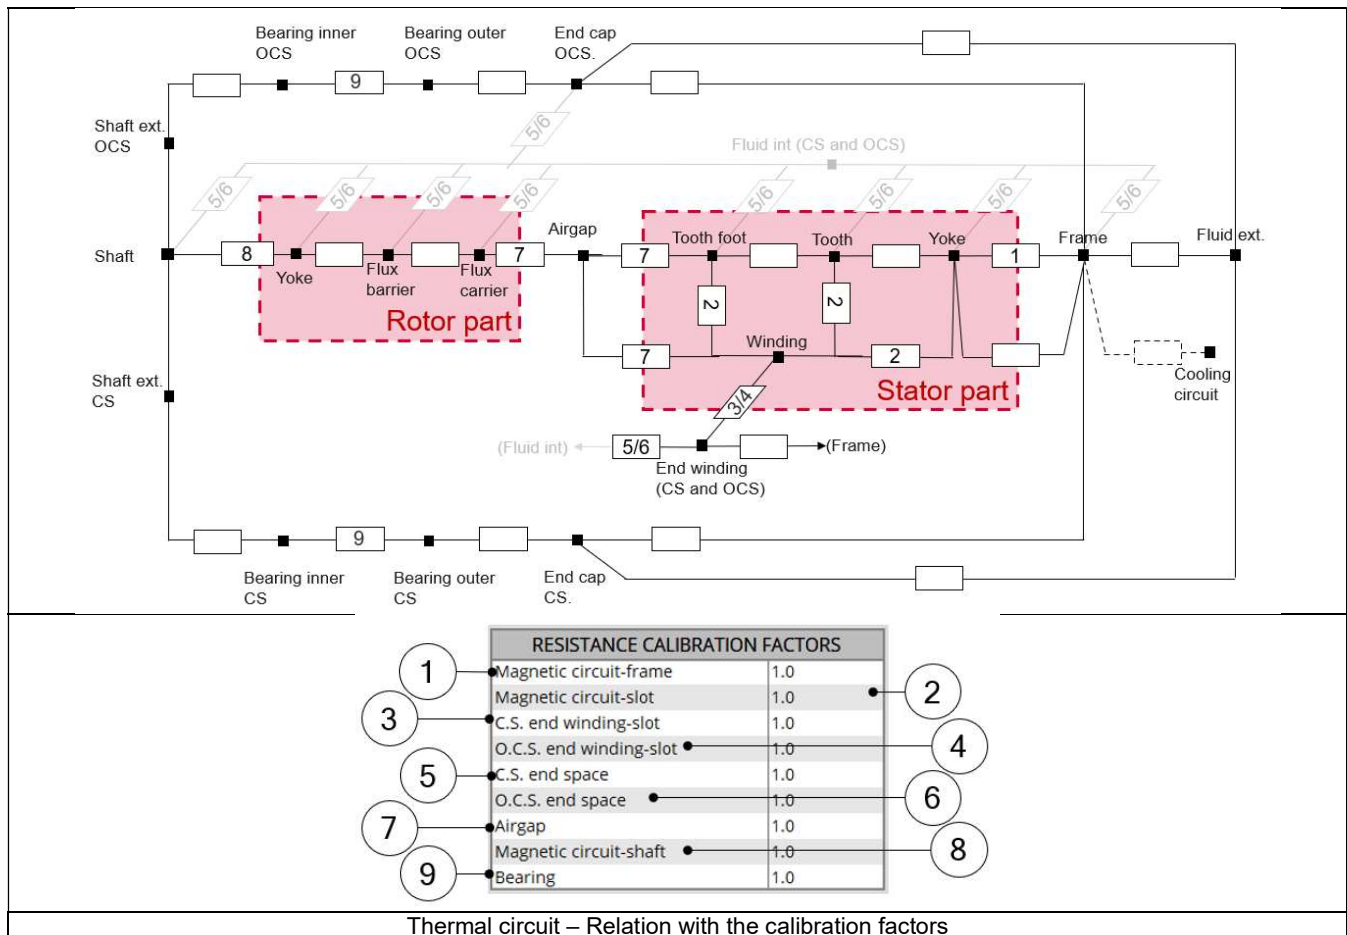 Bearing inner
OCS
Bearing outer
OCS
End cap
OCS.
9
Shaft ext.
OCS
5/6
Fluid int (CS and OCS)
5/6
5/6
5/6
5/6
5/6
5/6
5/6
5/6
Shaft
8
Yoke
Flux
barrier
Flux
carrier
7
Rotor part
Airgap
7
Tooth foot
Tooth
Yoke
1
Frame
Fluid ext.
2
2
7
Winding
2
Stator part
Cooling
circuit
Shaft ext.
CS
3/4
(Fluid int)
5/6
(Frame)
End winding
(CS and OCS)
9
Bearing inner
CS
Bearing outer
CS
End cap
CS.
RESISTANCE CALIBRATION FACTORS
1
Magnetic circuit-frame 1.0
Magnetic circuit-slot 1.0
2
3
C.S. end winding-slot 1.0
O.C.S. end winding-slot 1.0
4
5
C.S. end space 1.0
O.C.S. end space 1.0
6
7
Airgap 1.0
Magnetic circuit-shaft 1.0
8
9
Bearing 1.0
Thermal circuit – Relation with the calibration factors